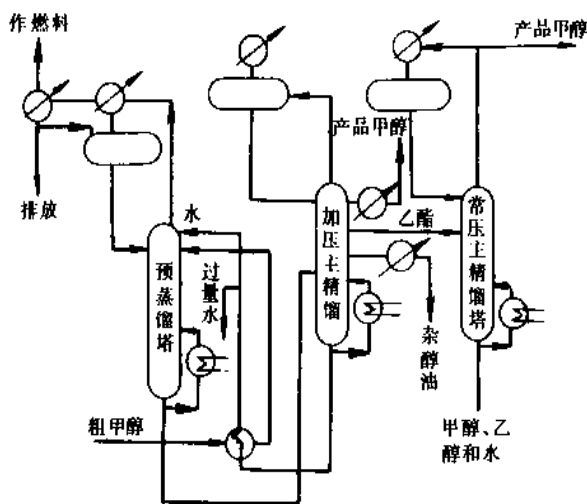 作燃料
排放
水
预蒸馏塔
过量水
粗甲醇
产品甲醇
加压主精馏
乙酯
杂醇油
产品甲醇
常压主精馏塔
甲醇、乙
醇和水